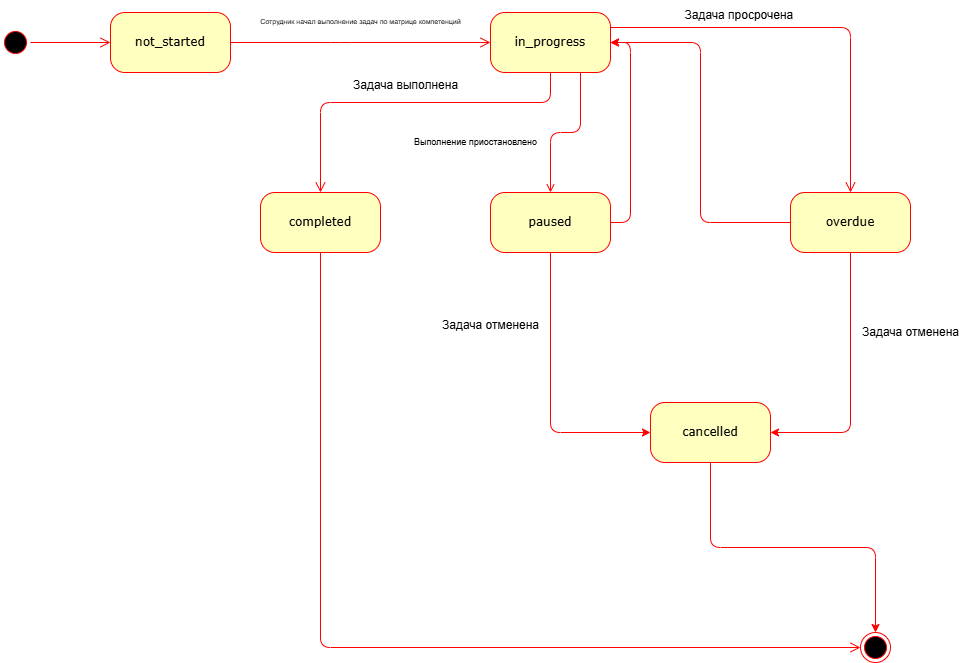 Задача просрочена
Сотрудник начал выполнение задач по матрице компетенций
not_started
in_progress
Задача выполнена
Выполнение приостановлено
completed
paused
overdue
Задача отменена
Задача отменена
cancelled